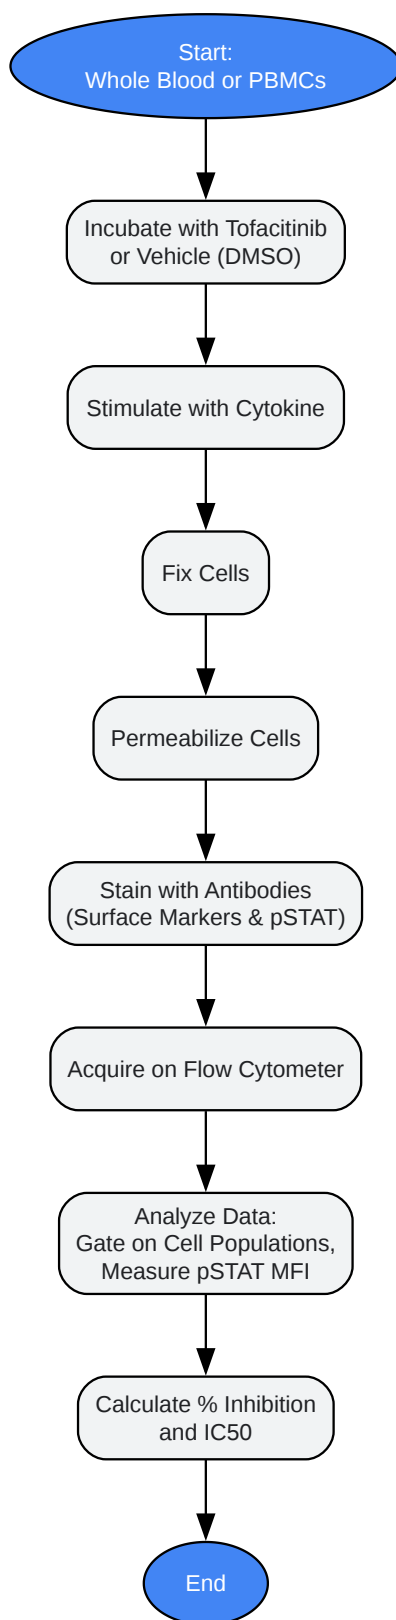 Start:
Whole Blood or PBMCs
Incubate with Tofacitinib
or Vehicle (DMSO)
Stimulate with Cytokine
Fix Cells
Permeabilize Cells
Stain with Antibodies
(Surface Markers & pSTAT)
Acquire on Flow Cytometer
Analyze Data:
Gate on Cell Populations,
Measure pSTAT MFI
Calculate % Inhibition
and IC50
End